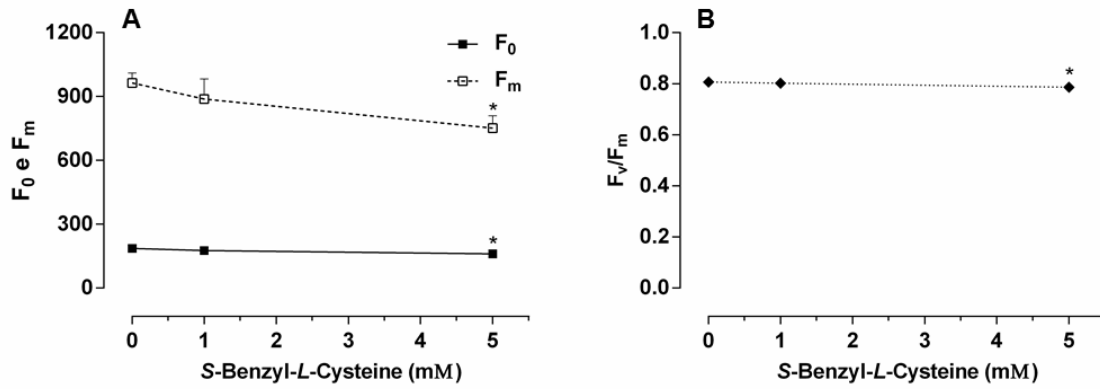 A
1200
900
600
300
0
F₀ e Fₘ
F₀
Fₘ
*
*
0 1 2 3 4 5
S-Benzyl-L-Cysteine (mM)
B
1.0
0.8
0.6
0.4
0.2
0.0
Fᵥ/Fₘ
*
0 1 2 3 4 5
S-Benzyl-L-Cysteine (mM)